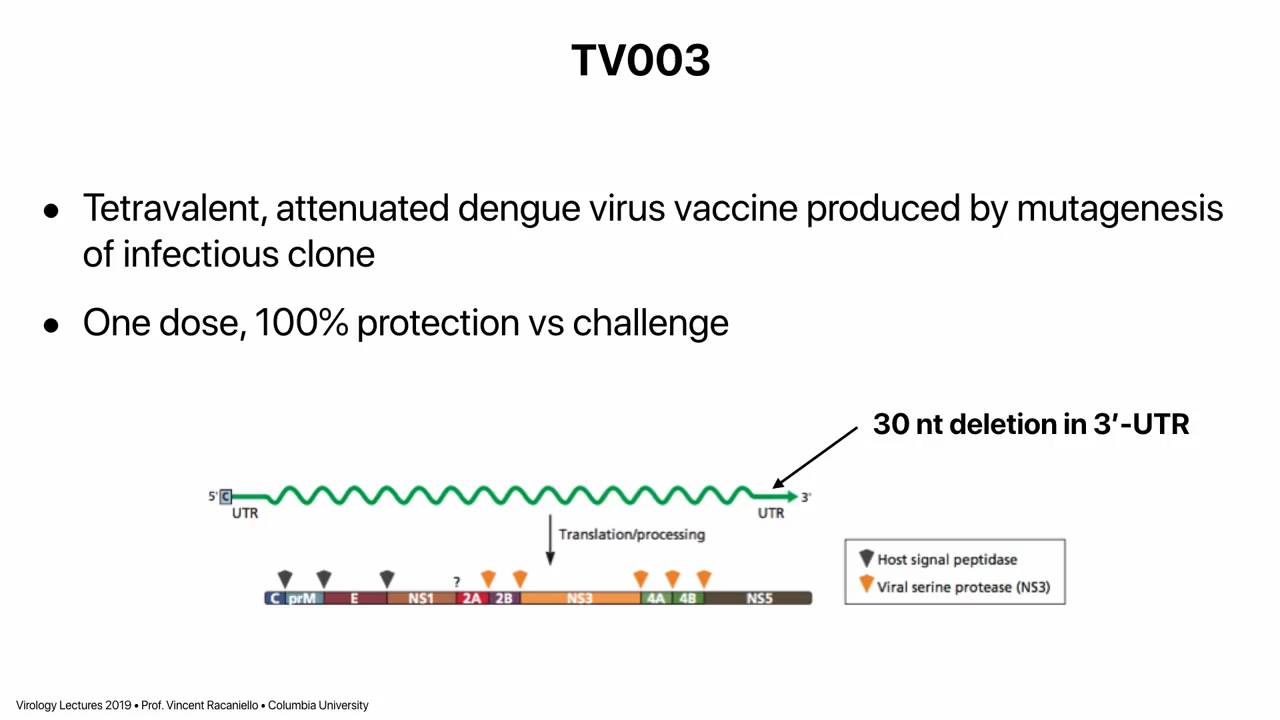 TV003
• Tetravalent, attenuated dengue virus vaccine produced by mutagenesis
of infectious clone
• One dose, 100% protection vs challenge
30 nt deletion in 3′-UTR
5' C 3'
UTR UTR
Translation/processing
?
C prM E NS1 2A 2B NS3 4A 4B NS5
Host signal peptidase
Viral serine protease (NS3)
Virology Lectures 2019 • Prof. Vincent Racaniello • Columbia University